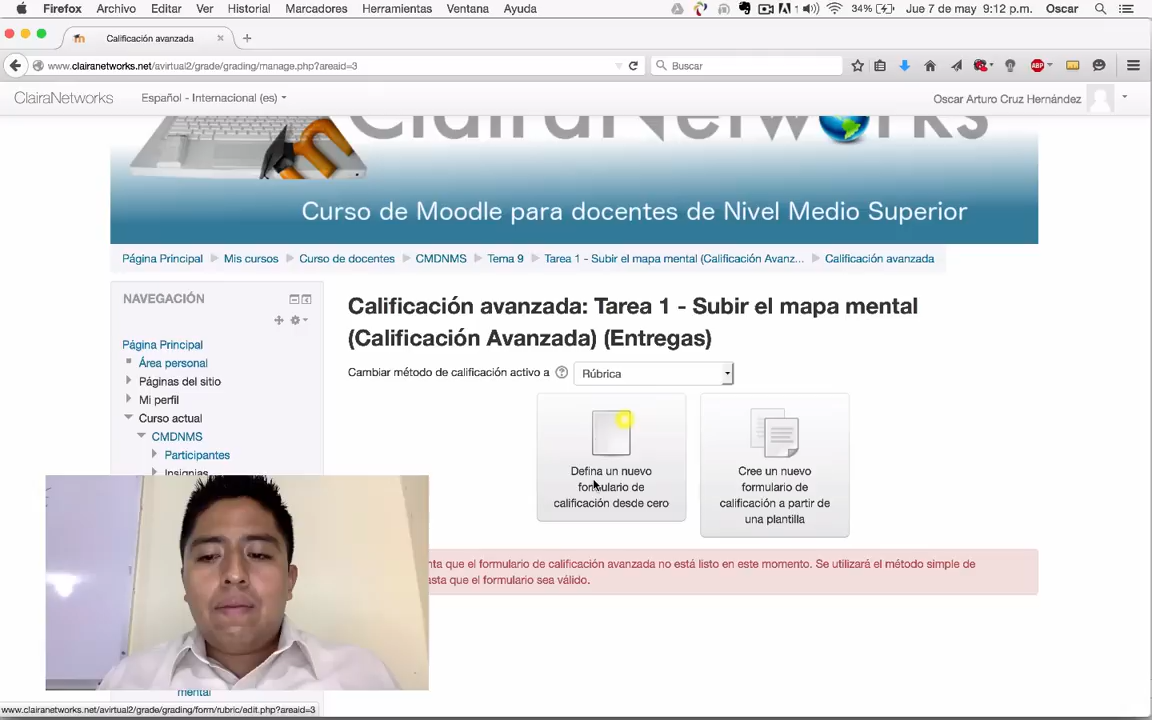 Firefox Archivo Editar Ver Historial Marcadores Herramientas Ventana Ayuda 34% Jue 7 de may 9:12 p.m. Oscar
Calificación avanzada
www.clairanetworks.net/avirtual2/grade/grading/manage.php?areaid=3 Buscar ABP
ClairaNetworks Español - Internacional (es) Oscar Arturo Cruz Hernández
ClairaNetworks
Curso de Moodle para docentes de Nivel Medio Superior
Página Principal Mis cursos Curso de docentes CMDNMS Tema 9 Tarea 1 - Subir el mapa mental (Calificación Avanz... Calificación avanzada
NAVEGACIÓN
Página Principal
Área personal
Páginas del sitio
Mi perfil
Curso actual
CMDNMS
Participantes
Insignias
mental
Calificación avanzada: Tarea 1 - Subir el mapa mental
(Calificación Avanzada) (Entregas)
Cambiar método de calificación activo a Rúbrica
Defina un nuevo
formulario de
calificación desde cero
Cree un nuevo
formulario de
calificación a partir de
una plantilla
que el formulario de calificación avanzada no está listo en este momento. Se utilizará el método simple de
hasta que el formulario sea válido.
www.clairanetworks.net/avirtual2/grade/grading/form/rubric/edit.php?areaid=3